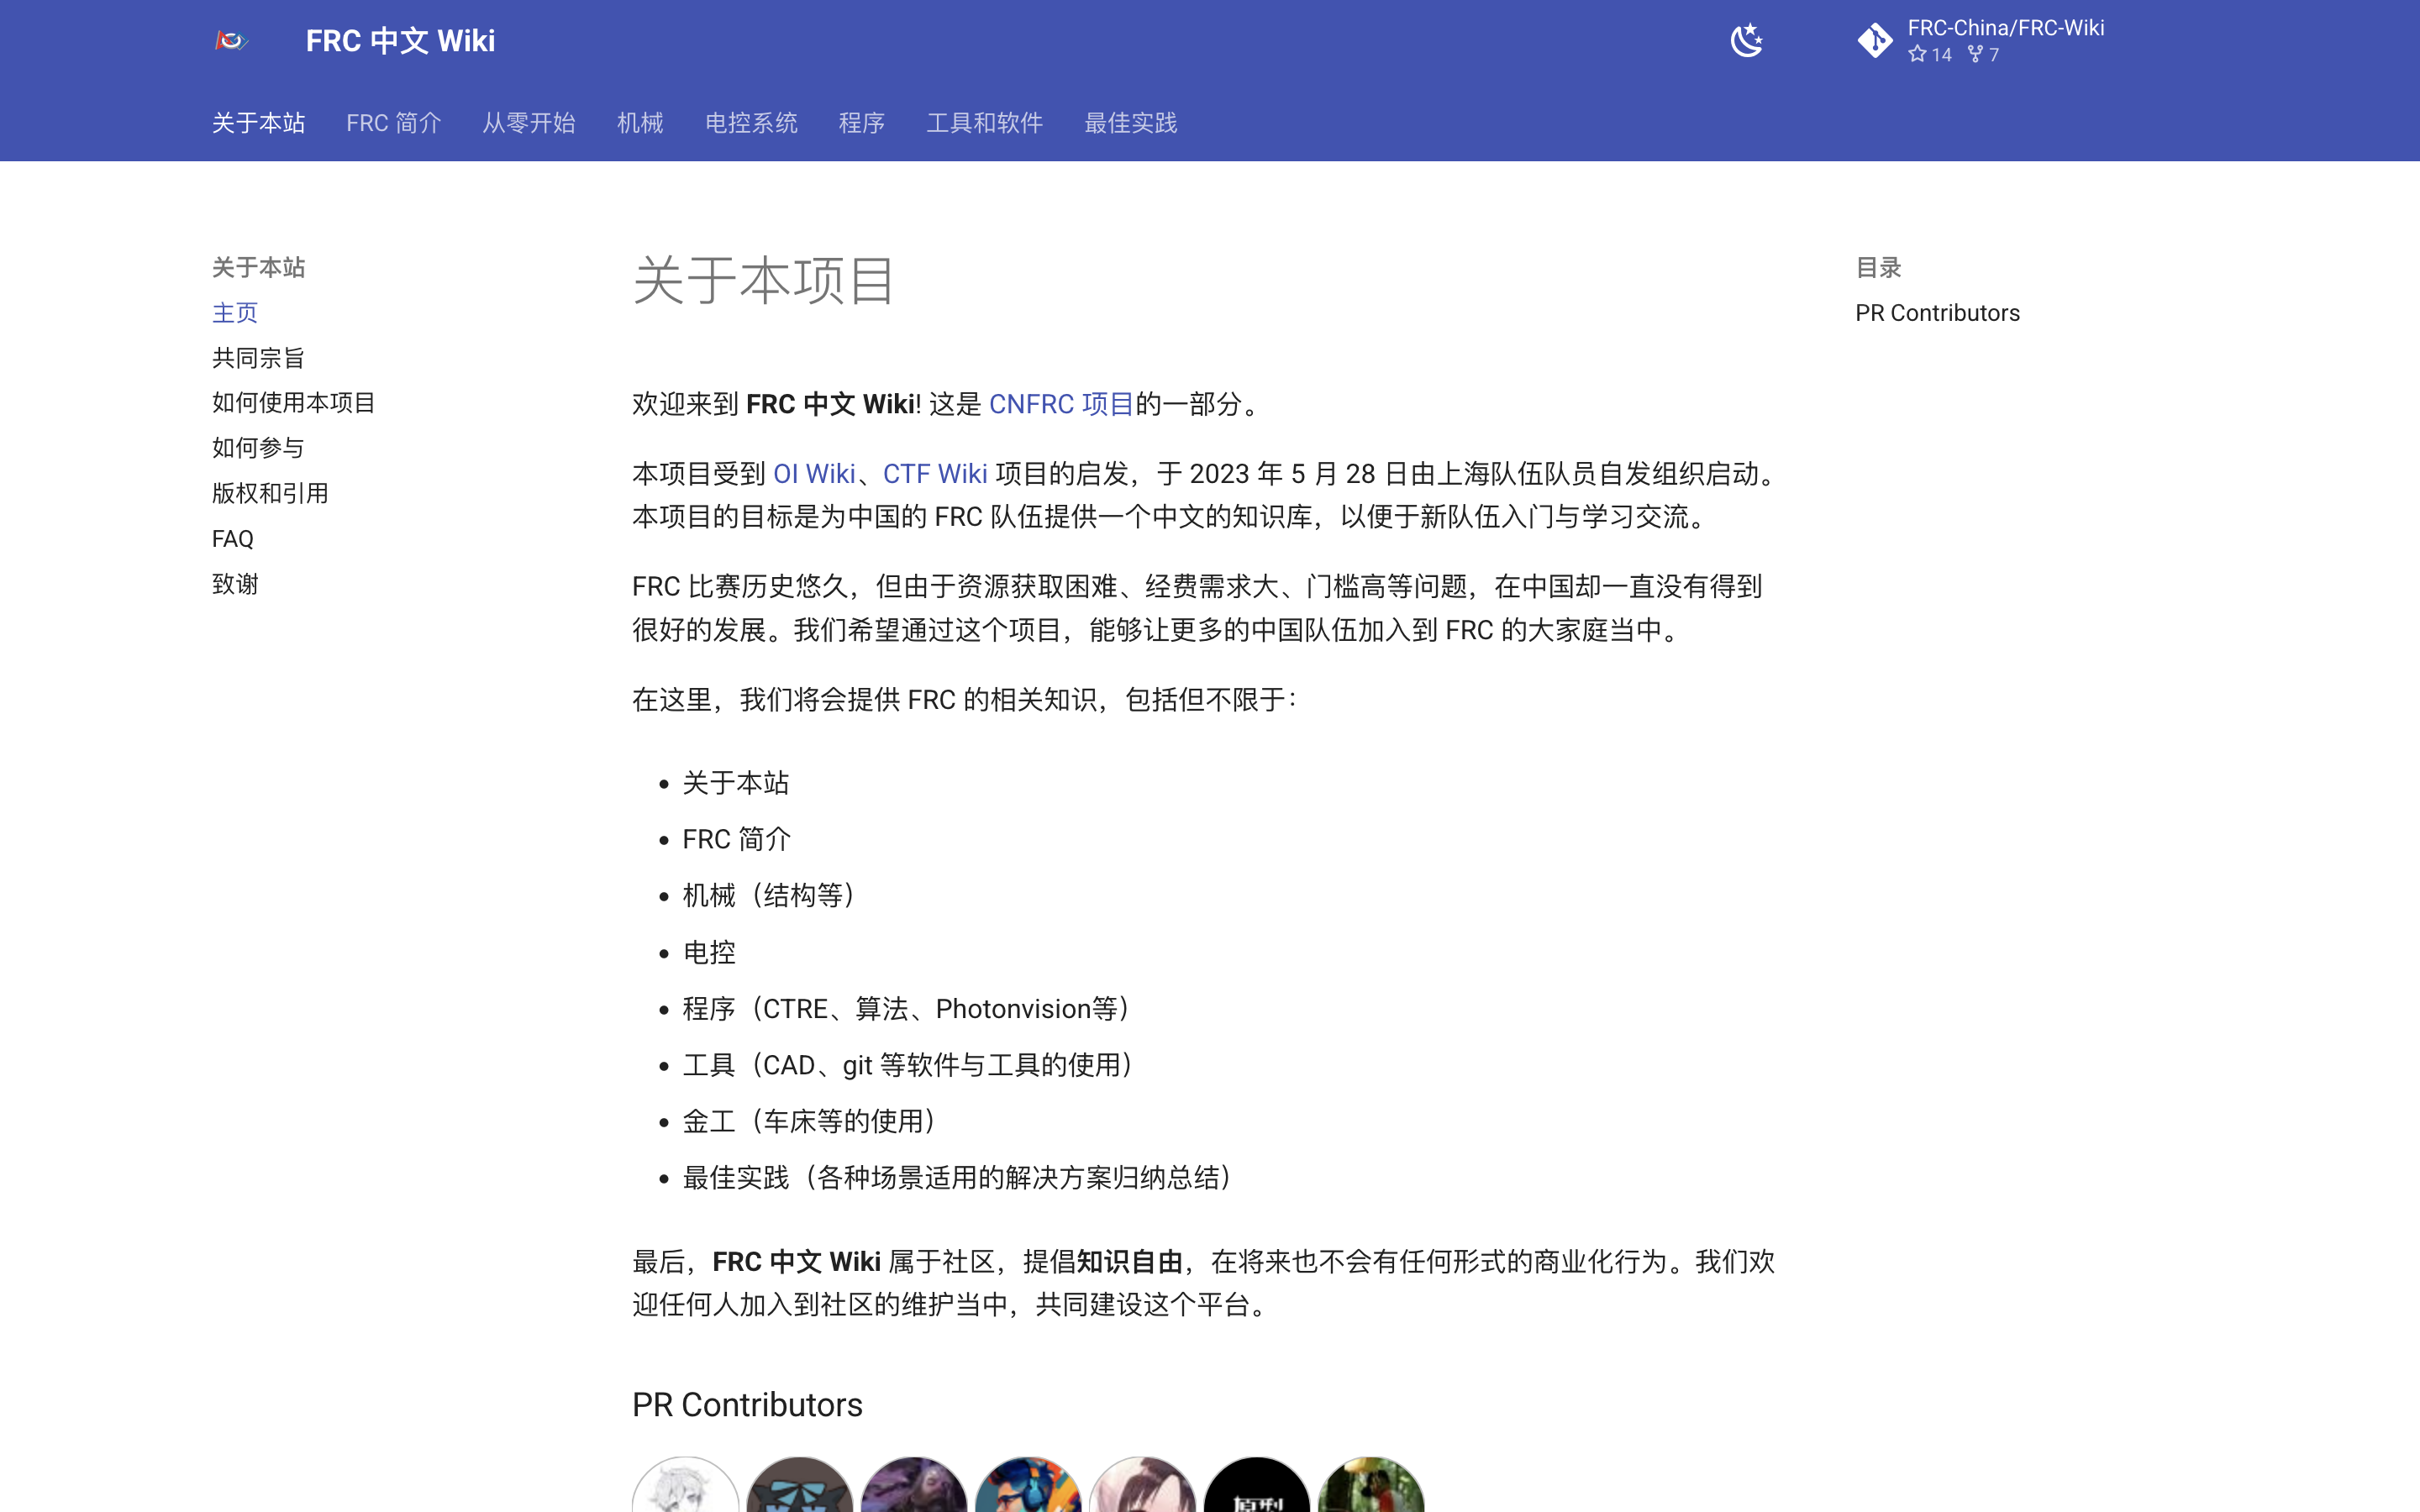 FRC 中文 Wiki
FRC-China/FRC-Wiki
14 7
关于本站 FRC 简介 从零开始 机械 电控系统 程序 工具和软件 最佳实践
关于本站
主页
共同宗旨
如何使用本项目
如何参与
版权和引用
FAQ
致谢
关于本项目
欢迎来到 FRC 中文 Wiki! 这是 CNFRC 项目的一部分。
本项目受到 OI Wiki、CTF Wiki 项目的启发，于 2023 年 5 月 28 日由上海队伍队员自发组织启动。
本项目的目标是为中国的 FRC 队伍提供一个中文的知识库，以便于新队伍入门与学习交流。
FRC 比赛历史悠久，但由于资源获取困难、经费需求大、门槛高等问题，在中国却一直没有得到
很好的发展。我们希望通过这个项目，能够让更多的中国队伍加入到 FRC 的大家庭当中。
在这里，我们将会提供 FRC 的相关知识，包括但不限于：
• 关于本站
• FRC 简介
• 机械（结构等）
• 电控
• 程序（CTRE、算法、Photonvision等）
• 工具（CAD、git 等软件与工具的使用）
• 金工（车床等的使用）
• 最佳实践（各种场景适用的解决方案归纳总结）
最后，FRC 中文 Wiki 属于社区，提倡知识自由，在将来也不会有任何形式的商业化行为。我们欢
迎任何人加入到社区的维护当中，共同建设这个平台。
PR Contributors
原型
目录
PR Contributors